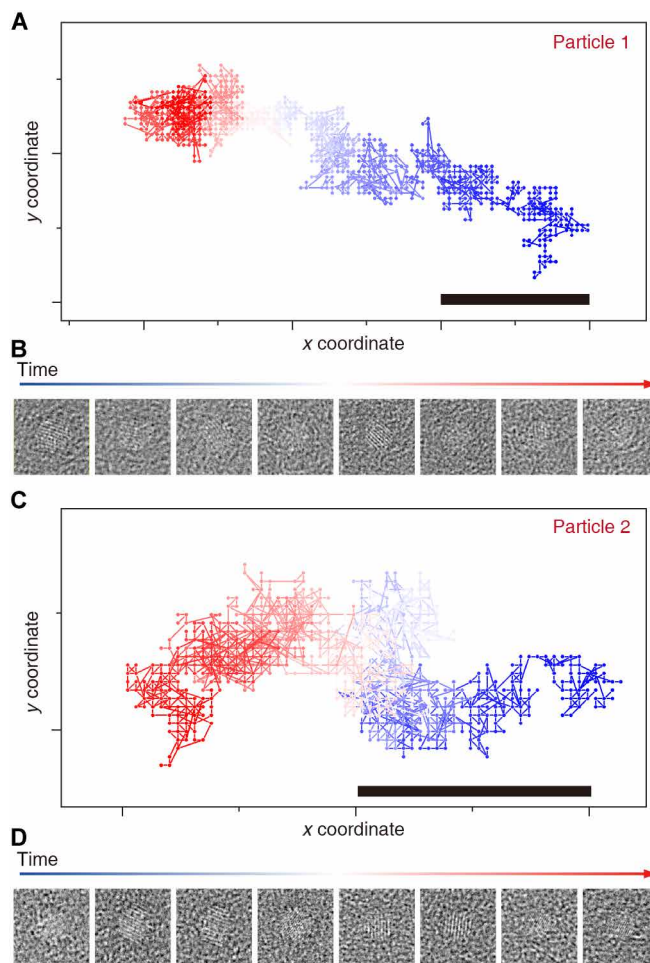 A
Particle 1
y coordinate
x coordinate
B
Time
C
Particle 2
y coordinate
x coordinate
D
Time